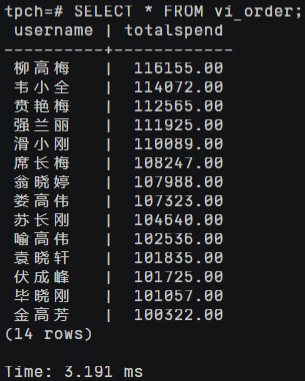 tpch=# SELECT * FROM vi_order;
username | totalspend
----------+------------
柳高梅 | 116155.00
韦小全 | 114072.00
贲艳梅 | 112565.00
强兰丽 | 111925.00
滑小刚 | 110089.00
席长梅 | 108247.00
翁晓婷 | 107988.00
娄高伟 | 107323.00
苏长刚 | 104640.00
喻高伟 | 102536.00
袁晓轩 | 101835.00
伏成峰 | 101725.00
毕晓刚 | 101057.00
金高芳 | 100322.00
(14 rows)
Time: 3.191 ms